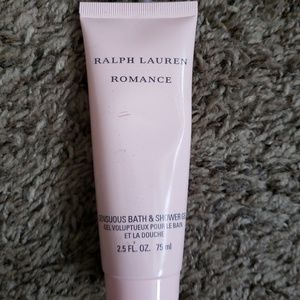 RALPH LAUREN
ROMANCE
SENSUOUS BATH & SHOWER GEL
GEL VOLUPTUEUX POUR LE BAIN
ET LA DOUCHE
2.5 FL. OZ. 75 ml